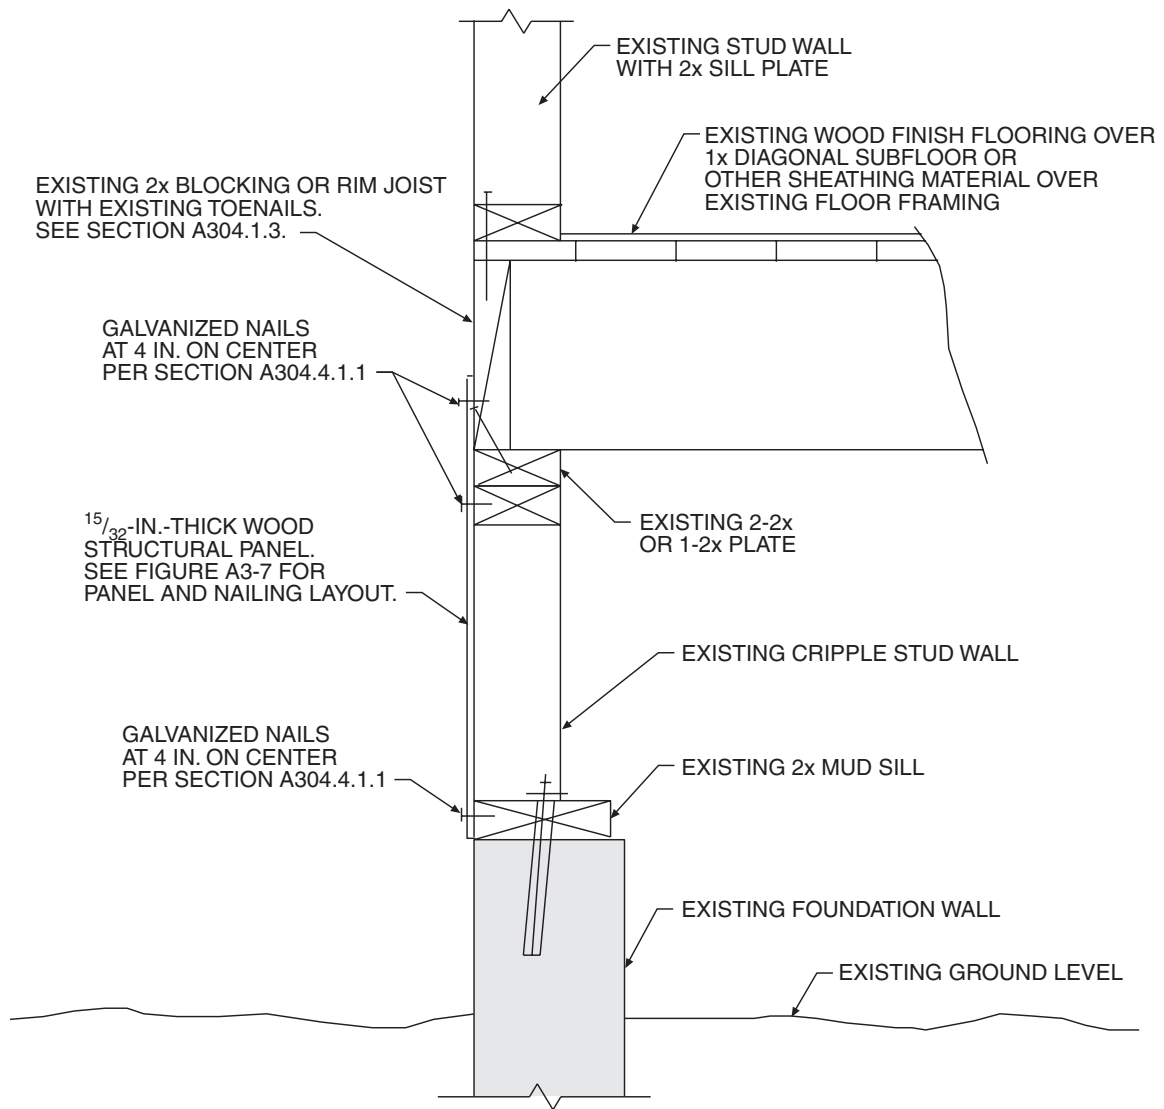 EXISTING STUD WALL
WITH 2x SILL PLATE
EXISTING WOOD FINISH FLOORING OVER
1x DIAGONAL SUBFLOOR OR
OTHER SHEATHING MATERIAL OVER
EXISTING FLOOR FRAMING
EXISTING 2x BLOCKING OR RIM JOIST
WITH EXISTING TOENAILS.
SEE SECTION A304.1.3.
GALVANIZED NAILS
AT 4 IN. ON CENTER
PER SECTION A304.4.1.1
15/32-IN.-THICK WOOD
STRUCTURAL PANEL.
SEE FIGURE A3-7 FOR
PANEL AND NAILING LAYOUT.
EXISTING 2-2x
OR 1-2x PLATE
EXISTING CRIPPLE STUD WALL
GALVANIZED NAILS
AT 4 IN. ON CENTER
PER SECTION A304.4.1.1
EXISTING 2x MUD SILL
EXISTING FOUNDATION WALL
EXISTING GROUND LEVEL